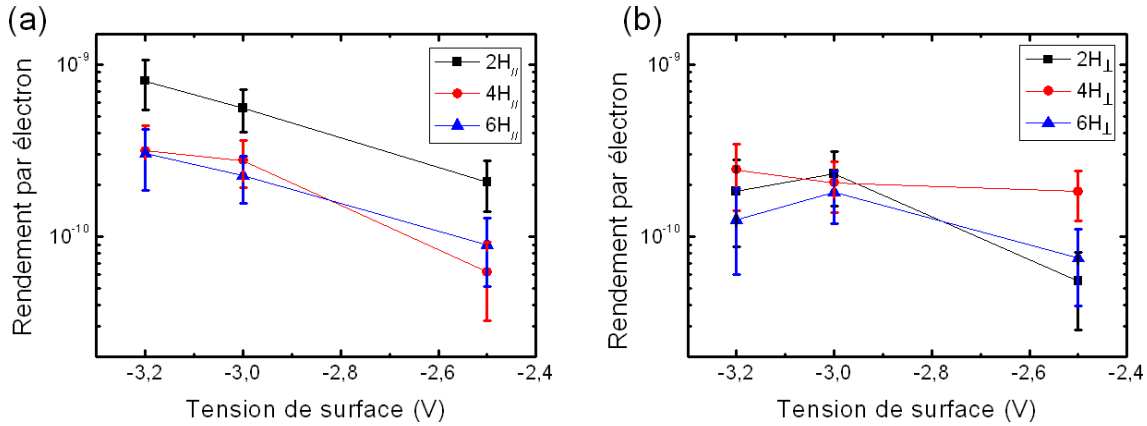 (a)
Rendement par électron
10⁻⁹
10⁻¹⁰
2H//
4H//
6H//
-3,2 -3,0 -2,8 -2,6 -2,4
Tension de surface (V)
(b)
Rendement par électron
10⁻⁹
10⁻¹⁰
2H⊥
4H⊥
6H⊥
-3,2 -3,0 -2,8 -2,6 -2,4
Tension de surface (V)